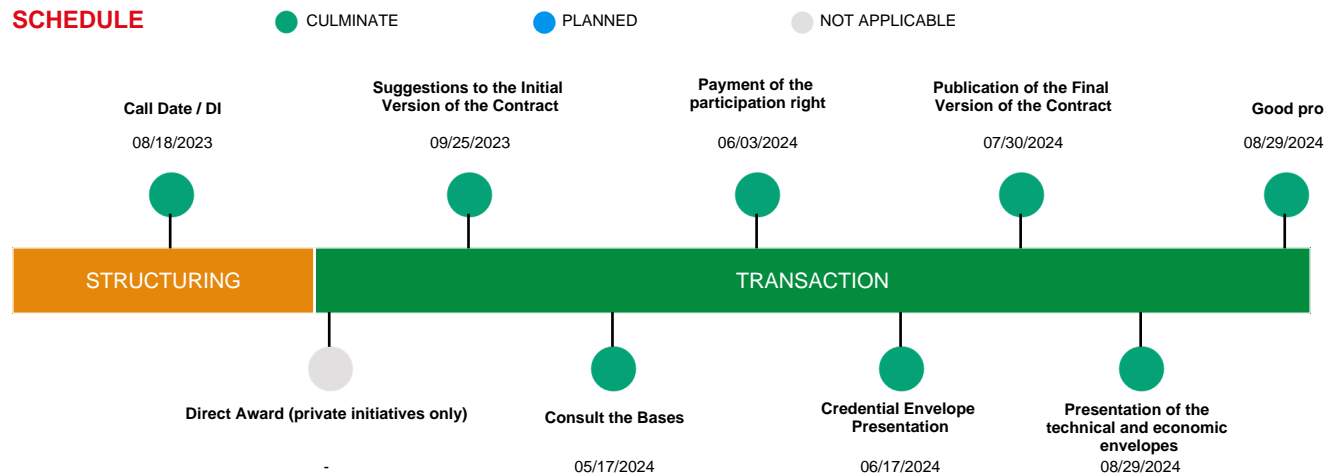 SCHEDULE
CULMINATE
PLANNED
NOT APPLICABLE
Call Date / DI
08/18/2023
Suggestions to the Initial
Version of the Contract
09/25/2023
Payment of the
participation right
06/03/2024
Publication of the Final
Version of the Contract
07/30/2024
Good pro
08/29/2024
STRUCTURING
TRANSACTION
Direct Award (private initiatives only)
-
Consult the Bases
05/17/2024
Credential Envelope
Presentation
06/17/2024
Presentation of the
technical and economic
envelopes
08/29/2024